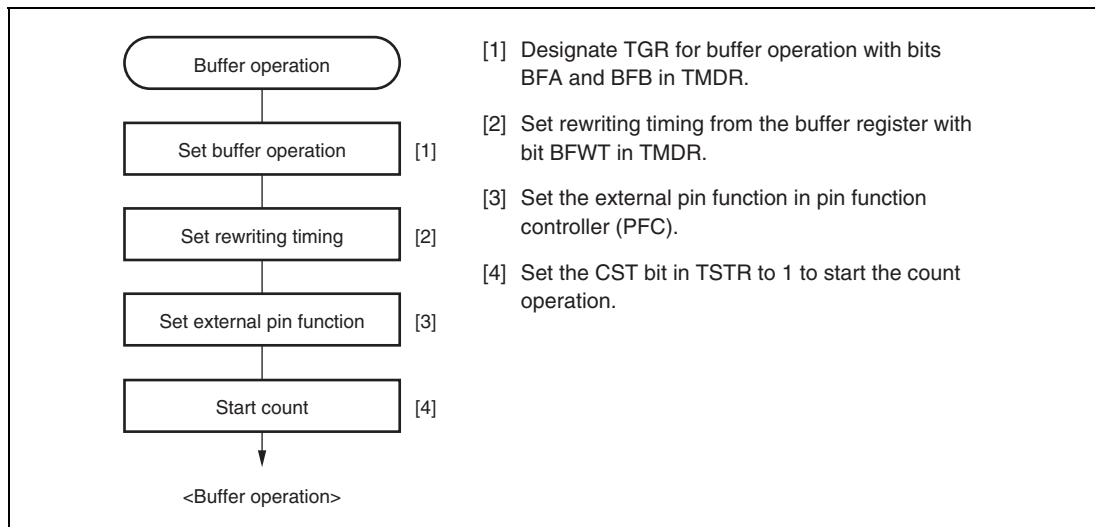 Buffer operation
Set buffer operation [1]
Set rewriting timing [2]
Set external pin function [3]
Start count [4]
<Buffer operation>
[1] Designate TGR for buffer operation with bits
BFA and BFB in TMDR.
[2] Set rewriting timing from the buffer register with
bit BFWT in TMDR.
[3] Set the external pin function in pin function
controller (PFC).
[4] Set the CST bit in TSTR to 1 to start the count
operation.